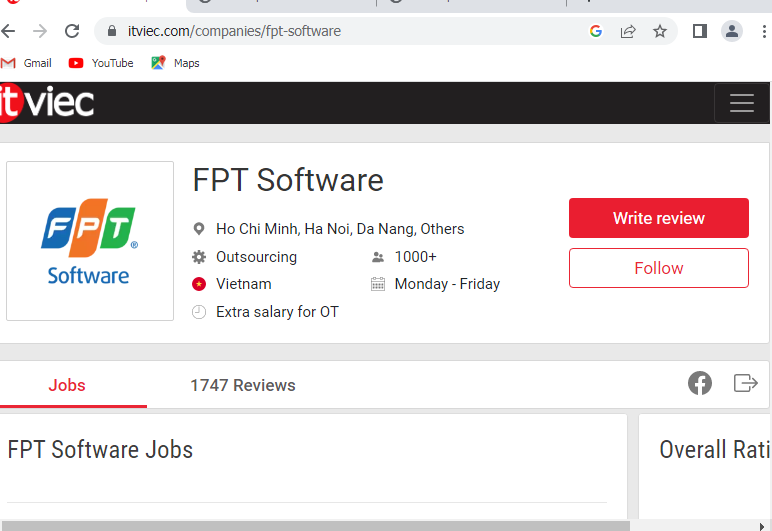 itviec.com/companies/fpt-software
Gmail YouTube Maps
itviec
FPT Software
FPT
®
Software
Ho Chi Minh, Ha Noi, Da Nang, Others
Outsourcing 1000+
Vietnam Monday - Friday
Extra salary for OT
Write review
Follow
Jobs 1747 Reviews
FPT Software Jobs
Overall Rati